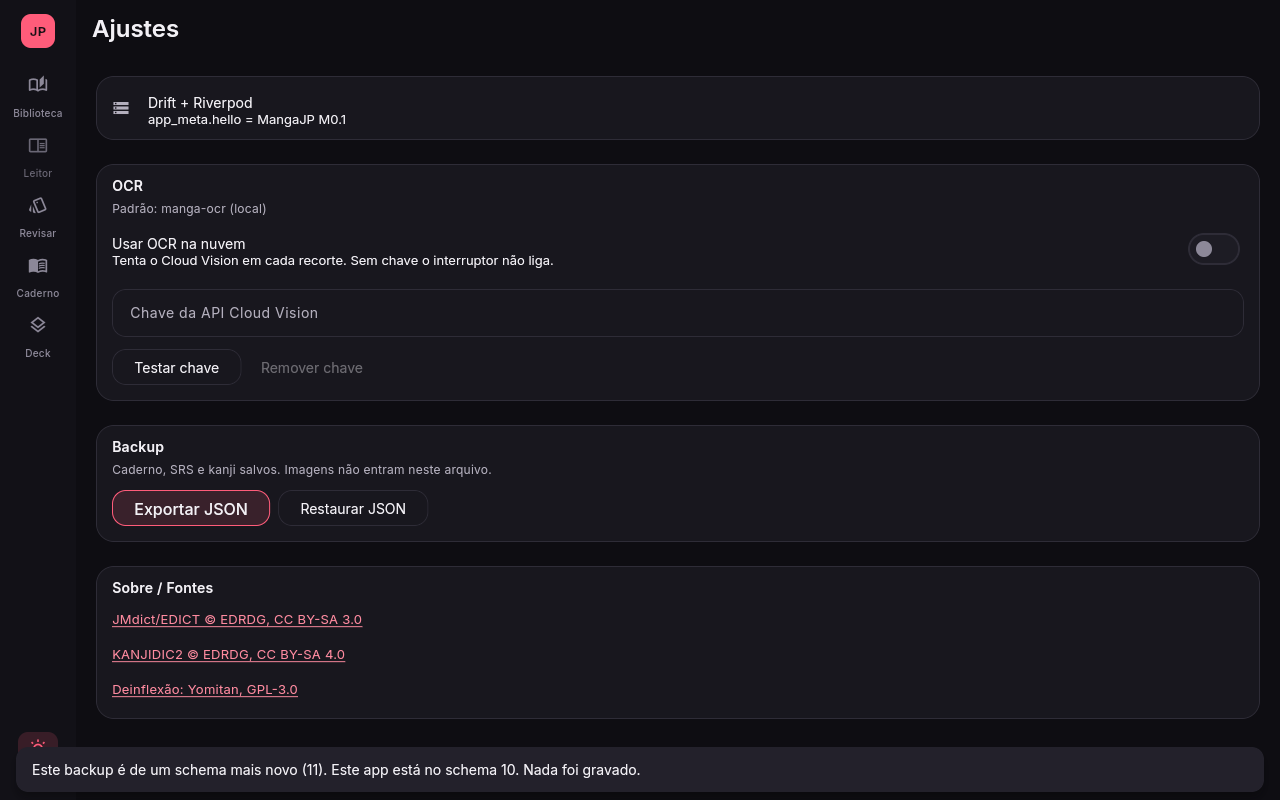 JP
Ajustes
Biblioteca
Leitor
Revisar
Caderno
Deck
Drift + Riverpod
app_meta.hello = MangaJP M0.1
OCR
Padrão: manga-ocr (local)
Usar OCR na nuvem
Tenta o Cloud Vision em cada recorte. Sem chave o interruptor não liga.
Chave da API Cloud Vision
Testar chave
Remover chave
Backup
Caderno, SRS e kanji salvos. Imagens não entram neste arquivo.
Exportar JSON
Restaurar JSON
Sobre / Fontes
JMdict/EDICT © EDRDG, CC BY-SA 3.0
KANJIDIC2 © EDRDG, CC BY-SA 4.0
Deinflexão: Yomitan, GPL-3.0
Este backup é de um schema mais novo (11). Este app está no schema 10. Nada foi gravado.